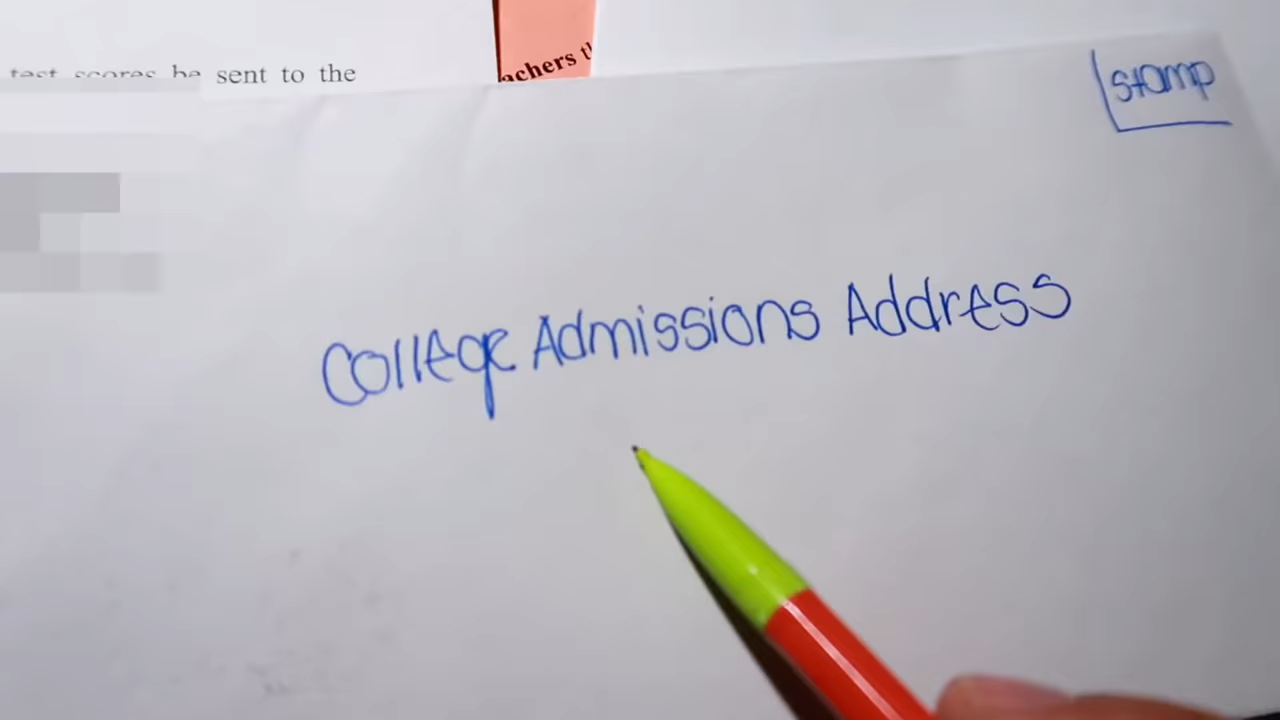 test scores be sent to the
achers
stamp
College Admissions Address